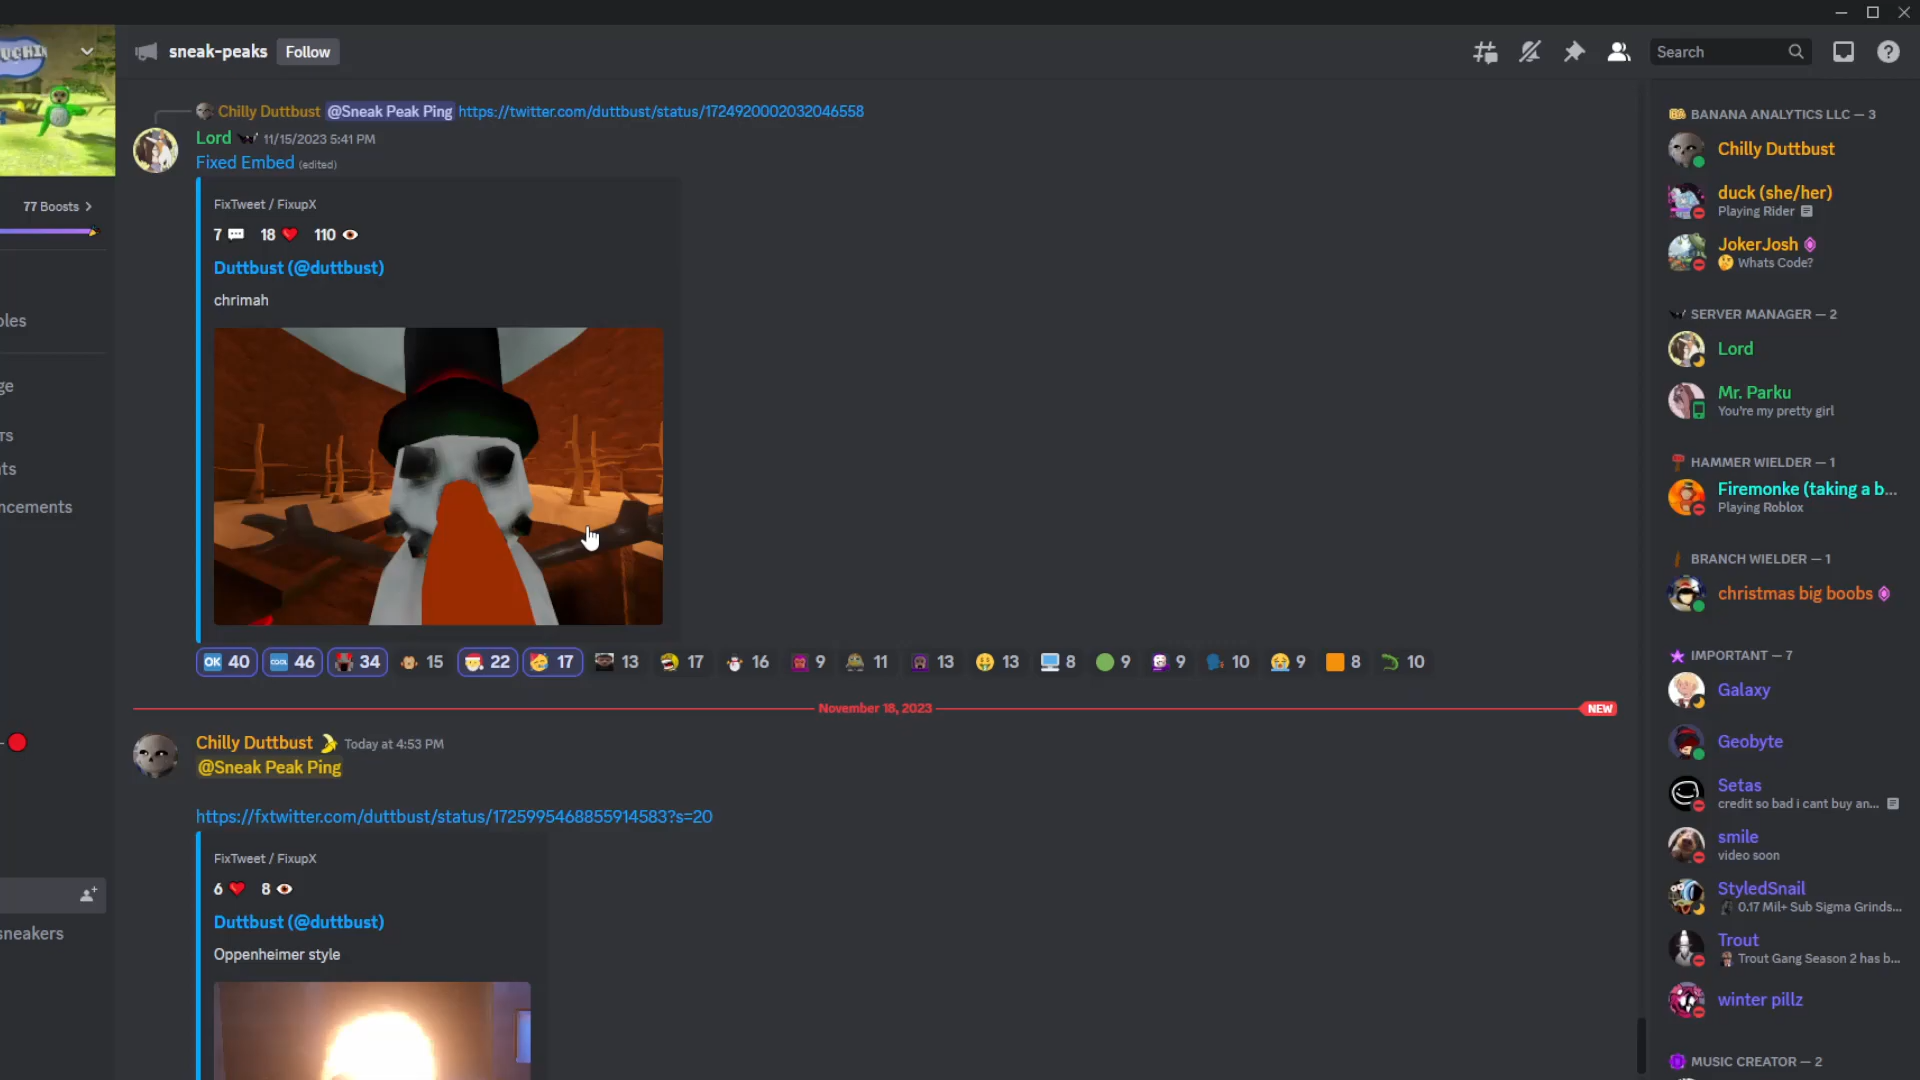 UCHIN
sneak-peaks
Follow
Search
77 Boosts
oles
ge
rs
nts
ncements
sneakers
Chilly Duttbust @Sneak Peak Ping https://twitter.com/duttbust/status/1724920002032046558
Lord 11/15/2023 5:41 PM
Fixed Embed (edited)
FixTweet / FixupX
7 18 110
Duttbust (@duttbust)
chrimah
OK 40 COOL 46 34 15 22 17 13 17 16 9 11 13 13 8 9 9 10 9 8 10
November 18, 2023 NEW
Chilly Duttbust Today at 4:53 PM
@Sneak Peak Ping
https://fxtwitter.com/duttbust/status/1725995468855914583?s=20
FixTweet / FixupX
6 8
Duttbust (@duttbust)
Oppenheimer style
BANANA ANALYTICS LLC — 3
Chilly Duttbust
duck (she/her)
Playing Rider
JokerJosh
Whats Code?
SERVER MANAGER — 2
Lord
Mr. Parku
You're my pretty girl
HAMMER WIELDER — 1
Firemonke (taking a b...
Playing Roblox
BRANCH WIELDER — 1
christmas big boobs
IMPORTANT — 7
Galaxy
Geobyte
Setas
credit so bad i cant buy an...
smile
video soon
StyledSnail
0.17 Mil+ Sub Sigma Grinds...
Trout
Trout Gang Season 2 has b...
winter pillz
MUSIC CREATOR — 2